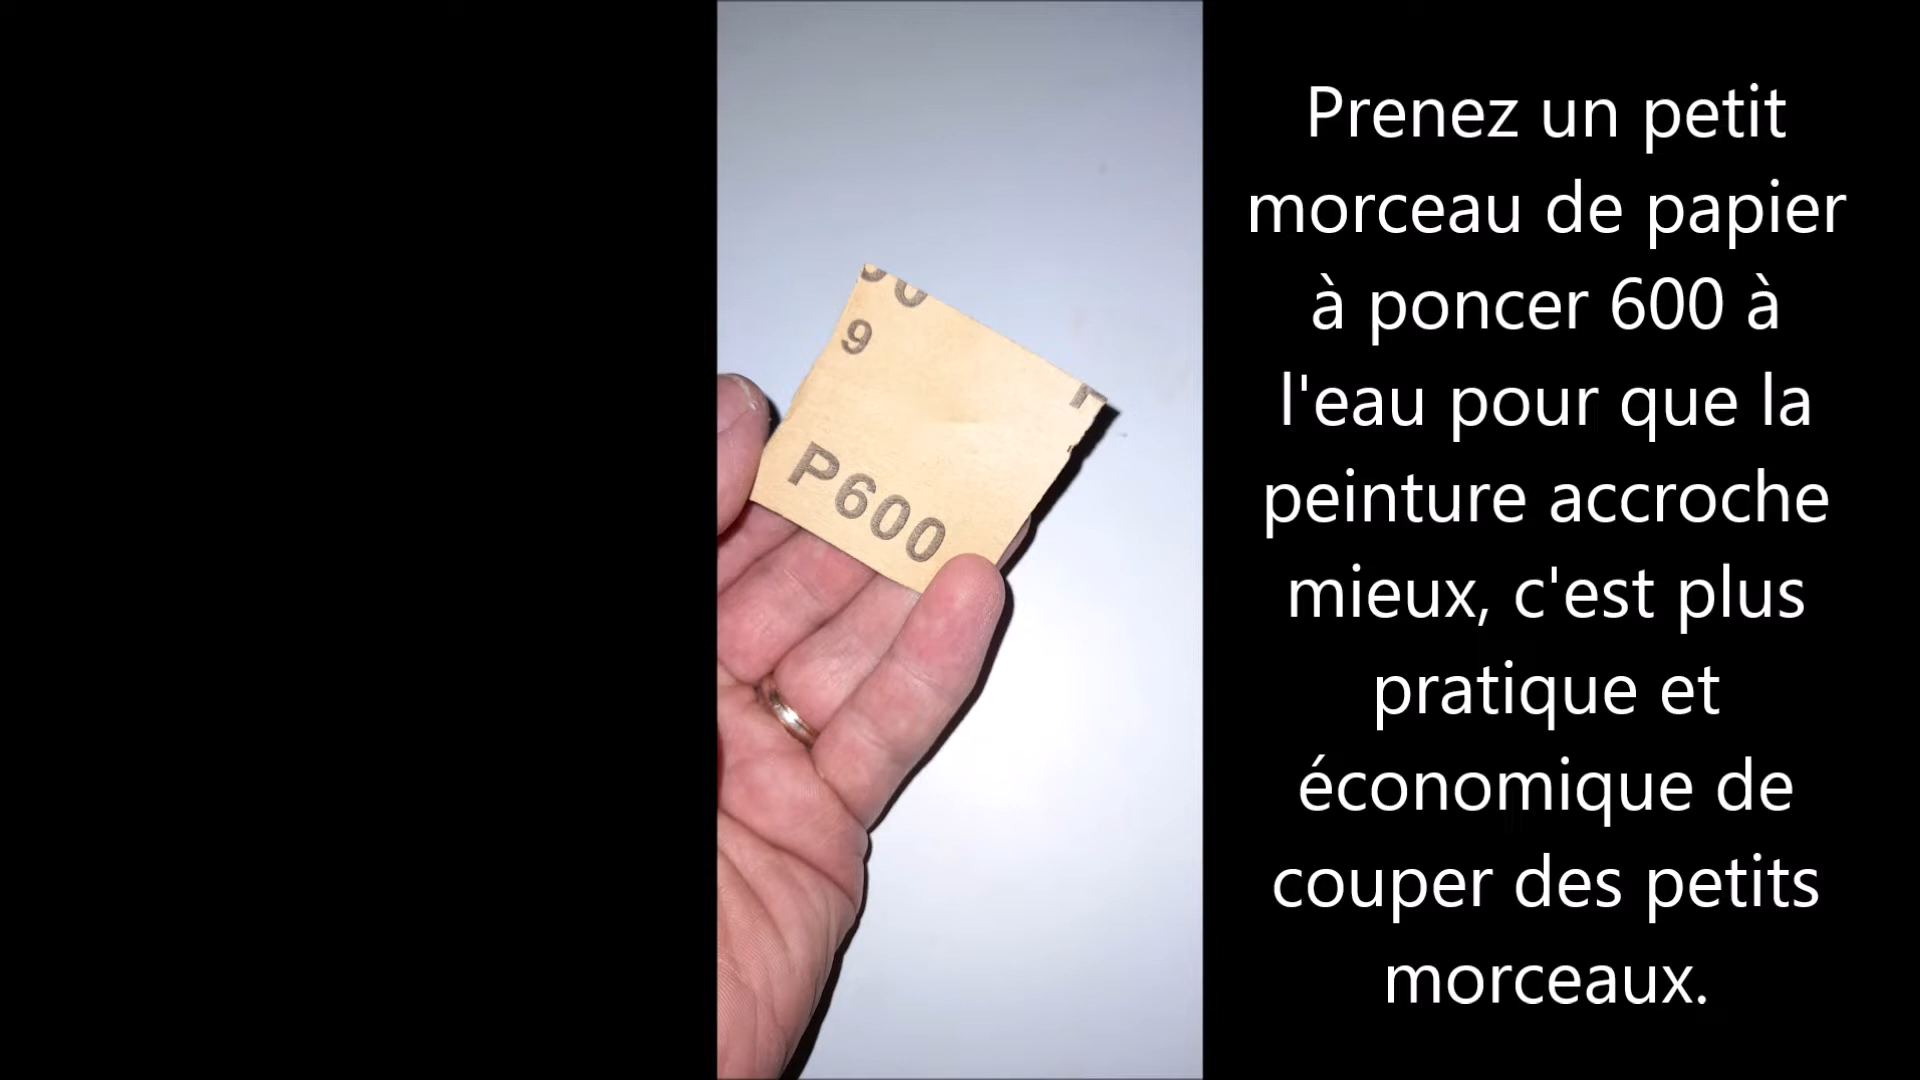 9
P600
Prenez un petit
morceau de papier
à poncer 600 à
l'eau pour que la
peinture accroche
mieux, c'est plus
pratique et
économique de
couper des petits
morceaux.